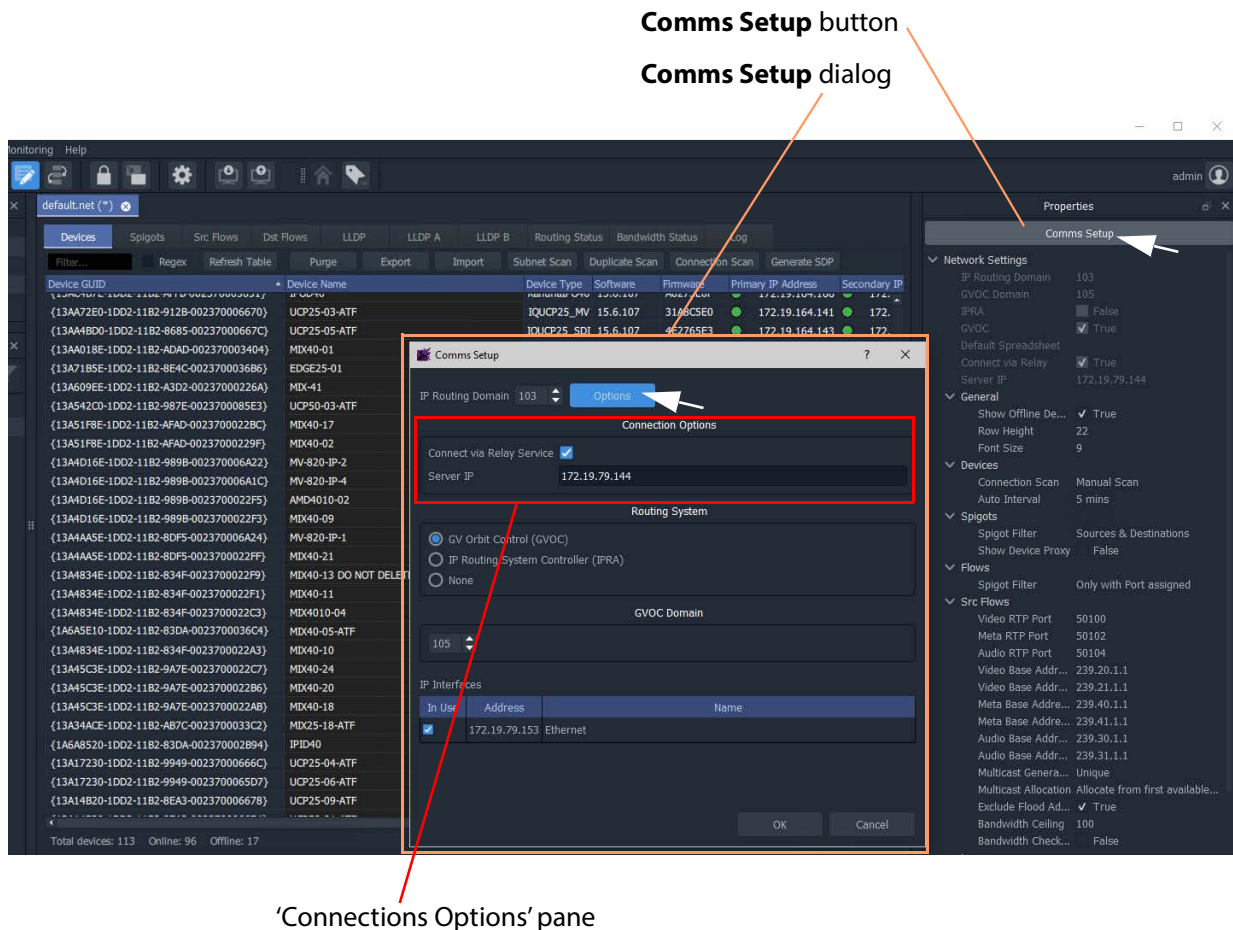 Comms Setup button
Comms Setup dialog
Monitoring Help
admin
default.net (*)
Properties
Comms Setup
Devices Spigots Src Flows Dst Flows LLDP LLDP A LLDP B Routing Status Bandwidth Status Log
Filter... Regex Refresh Table Purge Export Import Subnet Scan Duplicate Scan Connection Scan Generate SDP
Device GUID Device Name Device Type Software Firmware Primary IP Address Secondary IP
{13AA72E0-1DD2-11B2-912B-002370006670} UCP25-03-ATF IQUCP25_MV 15.6.107 31A8C5E0 172.19.164.141 172.
{13AA4BD0-1DD2-11B2-8685-00237000667C} UCP25-05-ATF IQUCP25_SDI 15.6.107 4E2765E3 172.19.164.143 172.
{13AA018E-1DD2-11B2-ADAD-002370003404} MIX40-01
{13A71B5E-1DD2-11B2-8E4C-0023700036B6} EDGE25-01
{13A609EE-1DD2-11B2-A3D2-00237000226A} MIX-41
{13A542C0-1DD2-11B2-987E-0023700085E3} UCP50-03-ATF
{13A51F8E-1DD2-11B2-AFAD-0023700022BC} MIX40-17
{13A51F8E-1DD2-11B2-AFAD-00237000229F} MIX40-02
{13A4D16E-1DD2-11B2-989B-002370006A22} MV-820-IP-2
{13A4D16E-1DD2-11B2-989B-002370006A1C} MV-820-IP-4
{13A4D16E-1DD2-11B2-989B-0023700022F5} AMD4010-02
{13A4D16E-1DD2-11B2-989B-0023700022F3} MIX40-09
{13A4AA5E-1DD2-11B2-8DF5-002370006A24} MV-820-IP-1
{13A4AA5E-1DD2-11B2-8DF5-0023700022FF} MIX40-21
{13A4834E-1DD2-11B2-834F-0023700022F9} MIX40-13 DO NOT DELETE
{13A4834E-1DD2-11B2-834F-0023700022F1} MIX40-11
{13A4834E-1DD2-11B2-834F-0023700022C3} MIX4010-04
{1A6A5E10-1DD2-11B2-83DA-0023700036C4} MIX40-05-ATF
{13A4834E-1DD2-11B2-834F-0023700022A3} MIX40-10
{13A45C3E-1DD2-11B2-9A7E-0023700022C7} MIX40-24
{13A45C3E-1DD2-11B2-9A7E-0023700022B6} MIX40-20
{13A45C3E-1DD2-11B2-9A7E-0023700022AB} MIX40-18
{13A34ACE-1DD2-11B2-AB7C-0023700033C2} MIX25-18-ATF
{1A6A8520-1DD2-11B2-83DA-002370002B94} IPID40
{13A17230-1DD2-11B2-9949-00237000666C} UCP25-04-ATF
{13A17230-1DD2-11B2-9949-0023700065D7} UCP25-06-ATF
{13A14B20-1DD2-11B2-8EA3-002370006678} UCP25-09-ATF
Total devices: 113 Online: 96 Offline: 17
Comms Setup ? ×
IP Routing Domain 103 Options
Connection Options
Connect via Relay Service
Server IP 172.19.79.144
Routing System
GV Orbit Control (GVOC)
IP Routing System Controller (IPRA)
None
GVOC Domain
105
IP Interfaces
In Use Address Name
172.19.79.153 Ethernet
OK Cancel
Network Settings
IP Routing Domain 103
GVOC Domain 105
IPRA False
GVOC True
Default Spreadsheet
Connect via Relay True
Server IP 172.19.79.144
General
Show Offline De... True
Row Height 22
Font Size 9
Devices
Connection Scan Manual Scan
Auto Interval 5 mins
Spigots
Spigot Filter Sources & Destinations
Show Device Proxy False
Flows
Spigot Filter Only with Port assigned
Src Flows
Video RTP Port 50100
Meta RTP Port 50102
Audio RTP Port 50104
Video Base Addr... 239.20.1.1
Video Base Addr... 239.21.1.1
Meta Base Addre... 239.40.1.1
Meta Base Addre... 239.41.1.1
Audio Base Addr... 239.30.1.1
Audio Base Addr... 239.31.1.1
Multicast Genera... Unique
Multicast Allocation Allocate from first available...
Exclude Flood Ad... True
Bandwidth Ceiling 100
Bandwidth Check... False
‘Connections Options’ pane